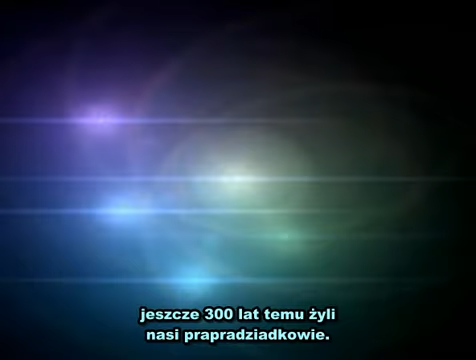 jeszcze 300 lat temu żyli
nasi prapradziadkowie.